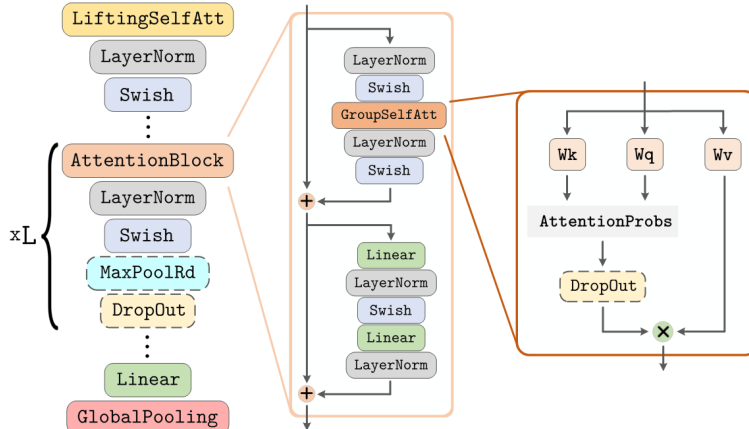 LiftingSelfAtt
LayerNorm
Swish
AttentionBlock
LayerNorm
Swish
MaxPoolRd
DropOut
xL
Linear
GlobalPooling
LayerNorm
Swish
GroupSelfAtt
LayerNorm
Swish
+
Linear
LayerNorm
Swish
Linear
LayerNorm
+
Wk Wq Wv
AttentionProbs
DropOut
×